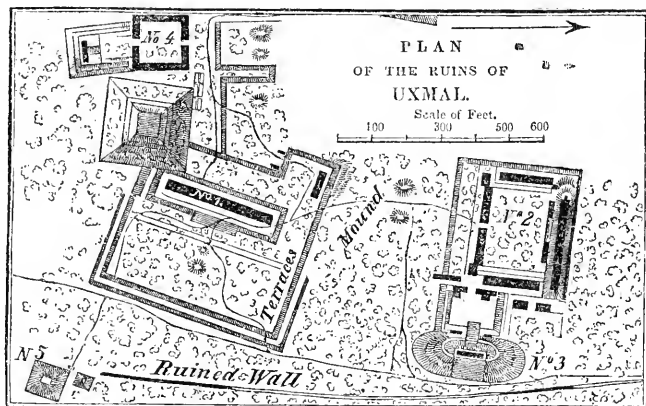 No 4.
PLAN
OF THE RUINS OF
UXMAL.
Scale of Feet.
100 300 400 500 600
No 1.
No 2
Mound
Terraces
No 3
No 5
Ruined Wall